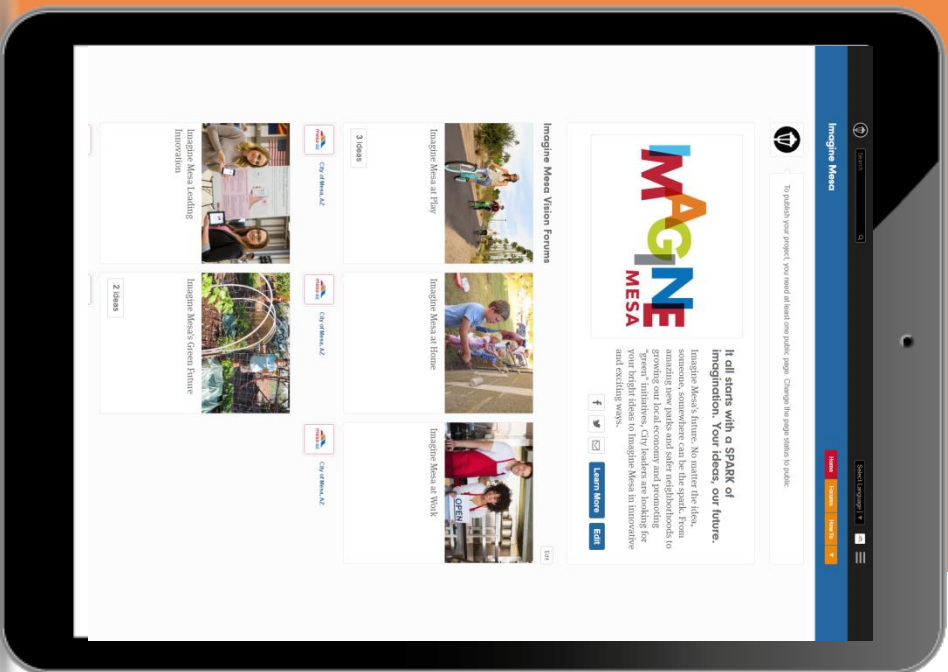 Search
Select Language
Imagine Mesa
Home
Forums
How To
To publish your project, you need at least one public page. Change the page status to public.
IMAGINE
MESA
It all starts with a SPARK of
imagination. Your ideas, our future.
Imagine Mesa's future. No matter the idea,
someone, somewhere can be the spark. From
amazing new parks and safer neighborhoods to
growing our local economy and promoting
"green" initiatives, City leaders are looking for
your bright ideas to Imagine Mesa in innovative
and exciting ways.
Learn More
Edit
Imagine Mesa Vision Forums
Edit
OPEN
Imagine Mesa at Play
Imagine Mesa at Home
Imagine Mesa at Work
3 ideas
City of Mesa, AZ
City of Mesa, AZ
City of Mesa, AZ
Imagine Mesa Leading
Innovation
Imagine Mesa's Green Future
2 ideas